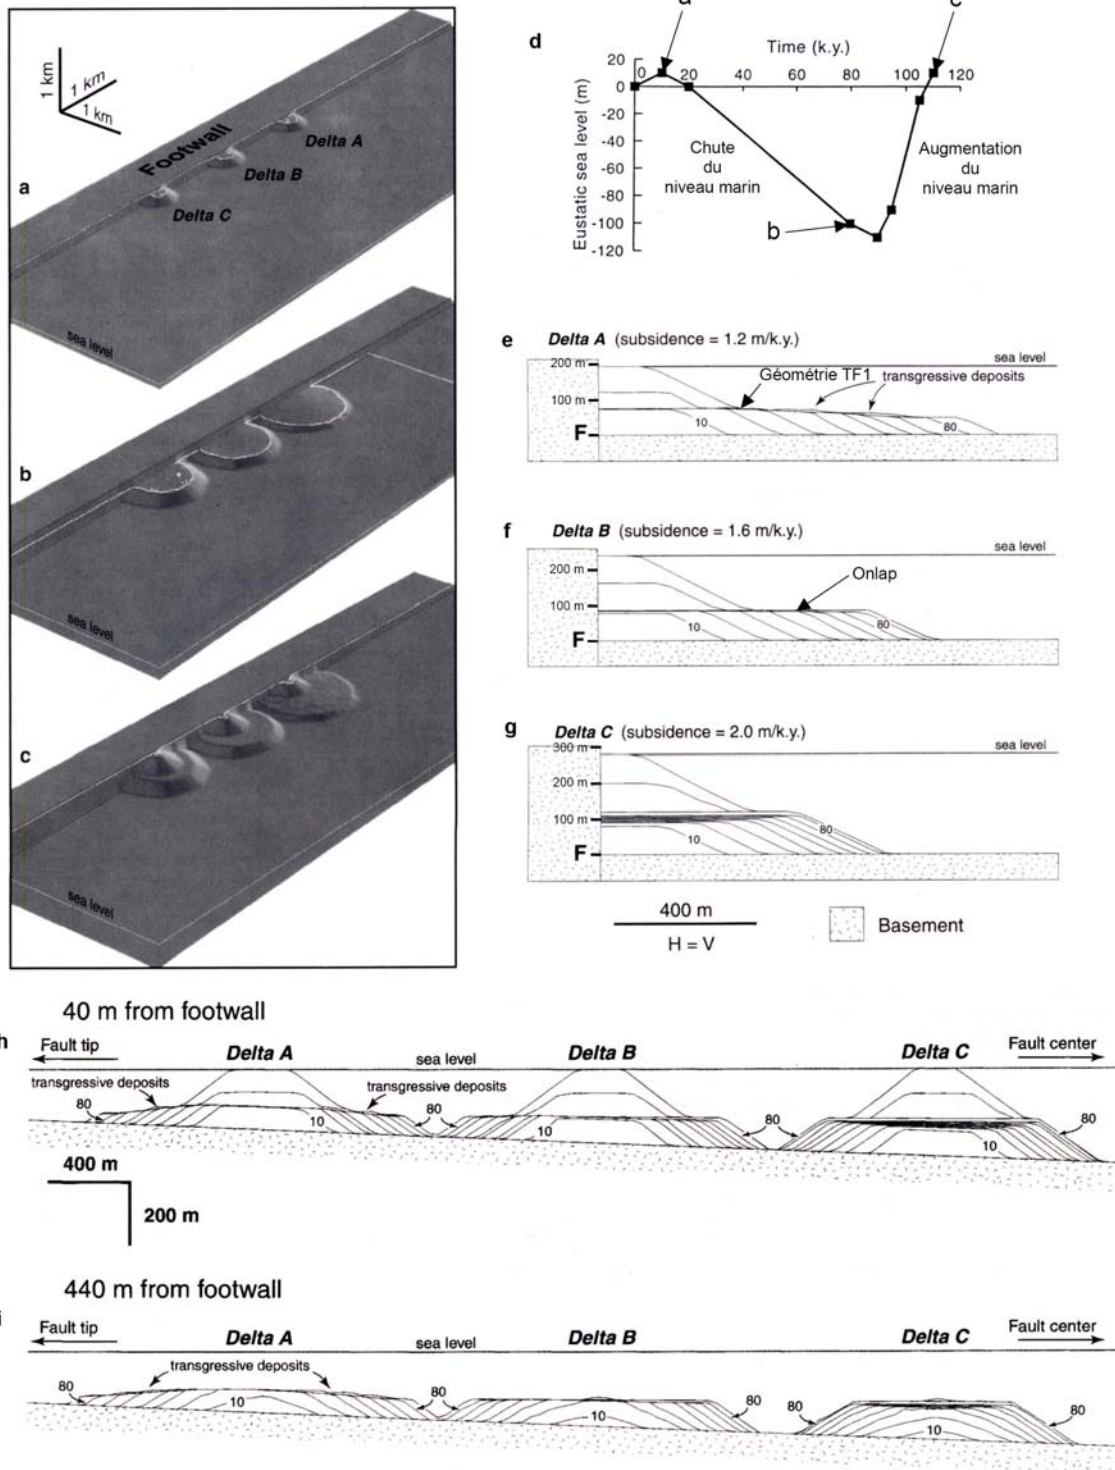 a
c
d
Time (k.y.)
20
0
20
40
60
80
100
120
0
-20
-40
-60
-80
-100
-120
Eustatic sea level (m)
Chute
du
niveau marin
Augmentation
du
niveau marin
b
1 km
1 km
1 km
Footwall
Delta A
Delta B
Delta C
a
sea level
b
sea level
c
sea level
e
Delta A (subsidence = 1.2 m/k.y.)
200 m
sea level
Géométrie TF1
transgressive deposits
100 m
10
80
F
f
Delta B (subsidence = 1.6 m/k.y.)
sea level
200 m
Onlap
100 m
10
80
F
g
Delta C (subsidence = 2.0 m/k.y.)
300 m
sea level
200 m
100 m
10
80
F
400 m
H = V
Basement
40 m from footwall
h
Fault tip
Delta A
sea level
Delta B
Delta C
Fault center
transgressive deposits
transgressive deposits
80
10
80
10
80
10
80
400 m
200 m
440 m from footwall
i
Fault tip
Delta A
sea level
Delta B
Delta C
Fault center
transgressive deposits
80
10
80
10
80
80
10
80